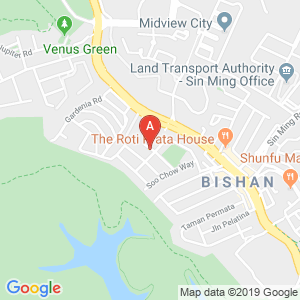 Midview City
Jupiter Rd
Venus Green
Land Transport Authority
- Sin Ming Office
Gardenia Rd
Sin Ming Ro
A
The Roti Prata House
Shunfu Ma
Soo Chow Way
BISHAN
Taman Permata
Jln Pelatina
Google
Map data ©2019 Google